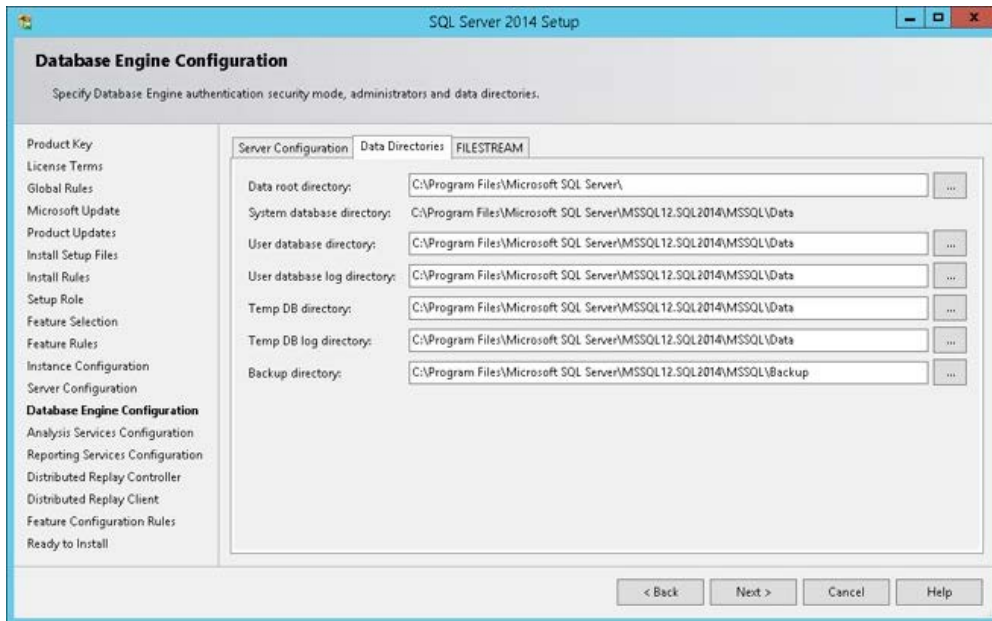 SQL Server 2014 Setup
Database Engine Configuration
Specify Database Engine authentication security mode, administrators and data directories.
Product Key
License Terms
Global Rules
Microsoft Update
Product Updates
Install Setup Files
Install Rules
Setup Role
Feature Selection
Feature Rules
Instance Configuration
Server Configuration
Database Engine Configuration
Analysis Services Configuration
Reporting Services Configuration
Distributed Replay Controller
Distributed Replay Client
Feature Configuration Rules
Ready to Install
Server Configuration Data Directories FILESTREAM
Data root directory: C:\Program Files\Microsoft SQL Server\ ...
System database directory: C:\Program Files\Microsoft SQL Server\MSSQL12.SQL2014\MSSQL\Data
User database directory: C:\Program Files\Microsoft SQL Server\MSSQL12.SQL2014\MSSQL\Data ...
User database log directory: C:\Program Files\Microsoft SQL Server\MSSQL12.SQL2014\MSSQL\Data ...
Temp DB directory: C:\Program Files\Microsoft SQL Server\MSSQL12.SQL2014\MSSQL\Data ...
Temp DB log directory: C:\Program Files\Microsoft SQL Server\MSSQL12.SQL2014\MSSQL\Data ...
Backup directory: C:\Program Files\Microsoft SQL Server\MSSQL12.SQL2014\MSSQL\Backup ...
< Back Next > Cancel Help